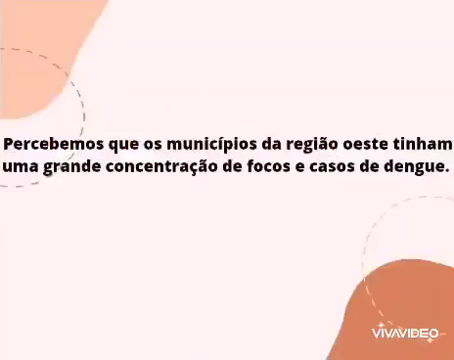 Percebemos que os municípios da região oeste tinham
uma grande concentração de focos e casos de dengue.
VIVAVIDEO